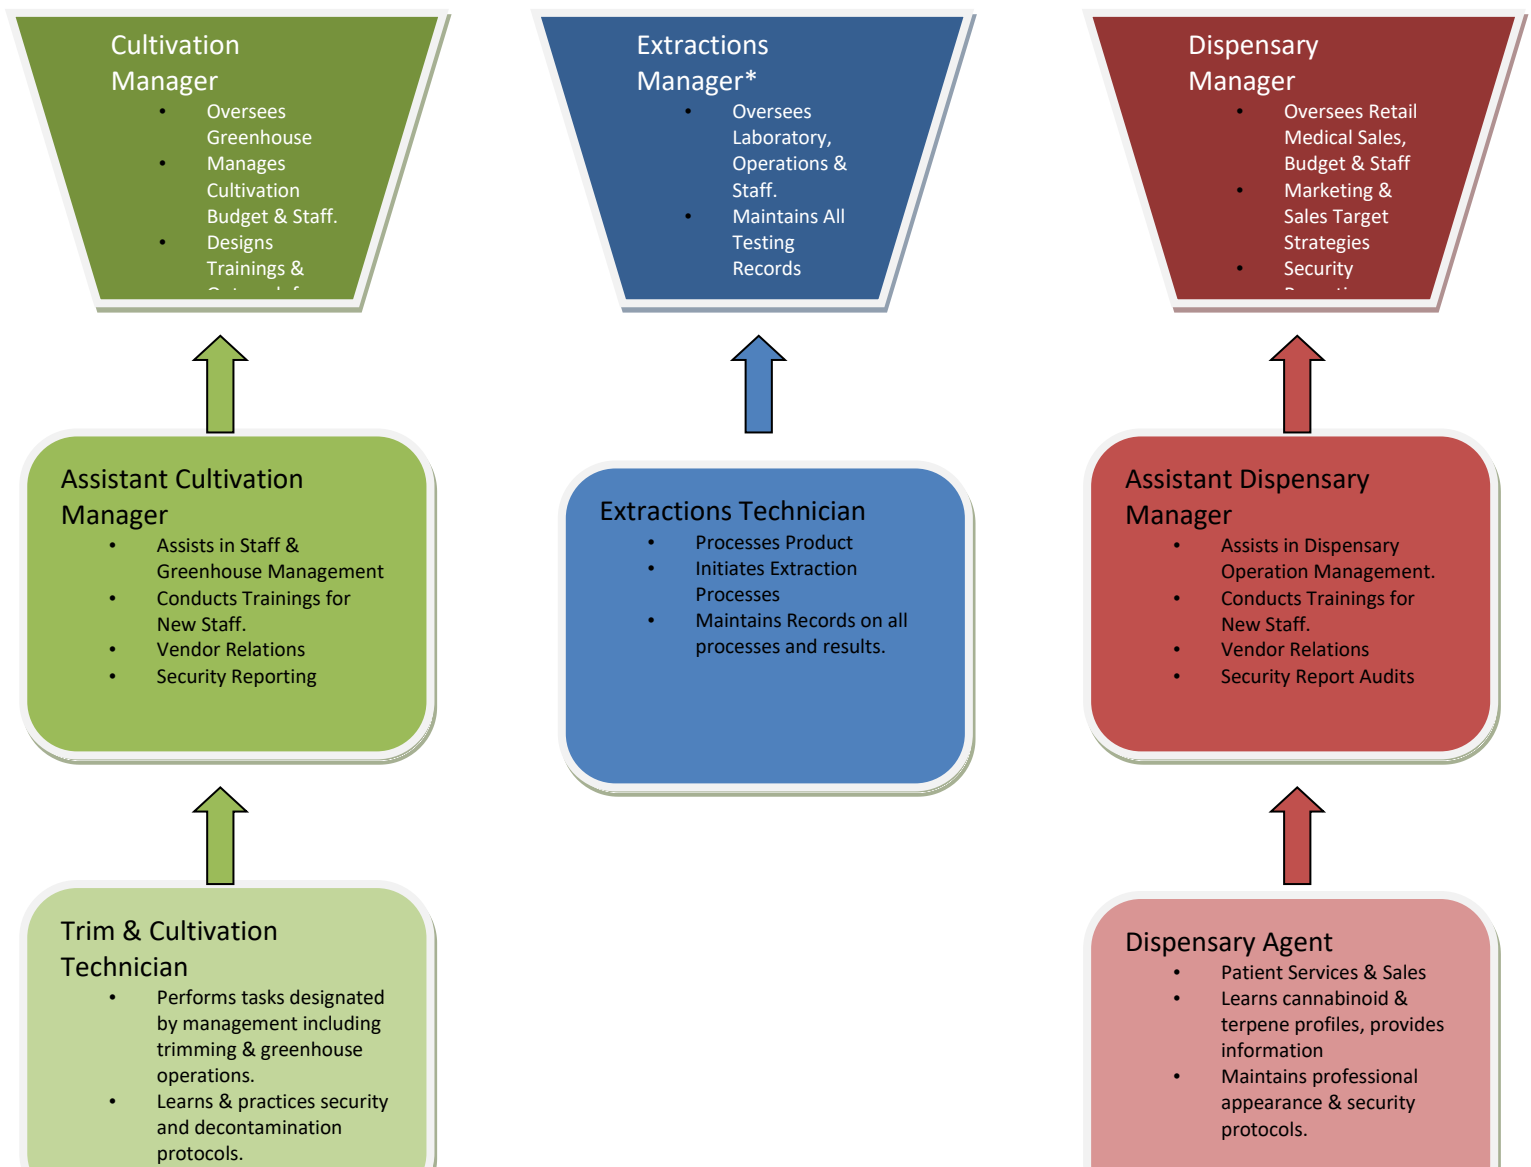 Cultivation
Manager
• Oversees
Greenhouse
• Manages
Cultivation
Budget & Staff.
• Designs
Trainings &
Extractions
Manager*
• Oversees
Laboratory,
Operations &
Staff.
• Maintains All
Testing
Records
Dispensary
Manager
• Oversees Retail
Medical Sales,
Budget & Staff
• Marketing &
Sales Target
Strategies
• Security
Assistant Cultivation
Manager
• Assists in Staff &
Greenhouse Management
• Conducts Trainings for
New Staff.
• Vendor Relations
• Security Reporting
Extractions Technician
• Processes Product
• Initiates Extraction
Processes
• Maintains Records on all
processes and results.
Assistant Dispensary
Manager
• Assists in Dispensary
Operation Management.
• Conducts Trainings for
New Staff.
• Vendor Relations
• Security Report Audits
Trim & Cultivation
Technician
• Performs tasks designated
by management including
trimming & greenhouse
operations.
• Learns & practices security
and decontamination
protocols.
Dispensary Agent
• Patient Services & Sales
• Learns cannabinoid &
terpene profiles, provides
information
• Maintains professional
appearance & security
protocols.